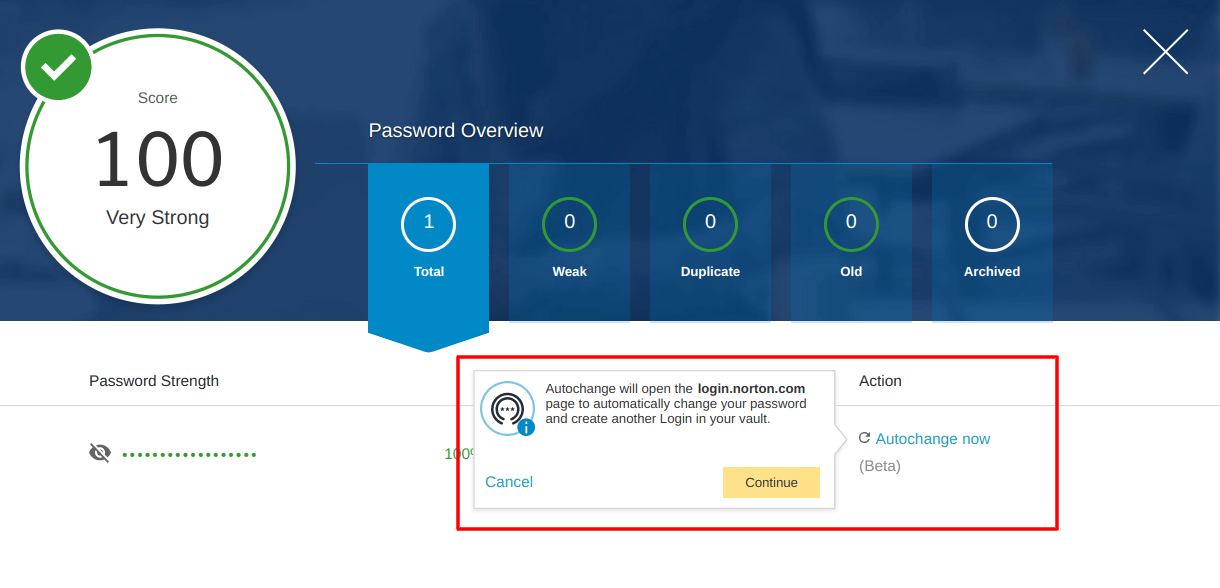 Score
100
Very Strong
Password Overview
1
Total
0
Weak
0
Duplicate
0
Old
0
Archived
Password Strength
Action
Autochange will open the login.norton.com
page to automatically change your password
and create another Login in your vault.
Cancel
Continue
100%
Autochange now
(Beta)